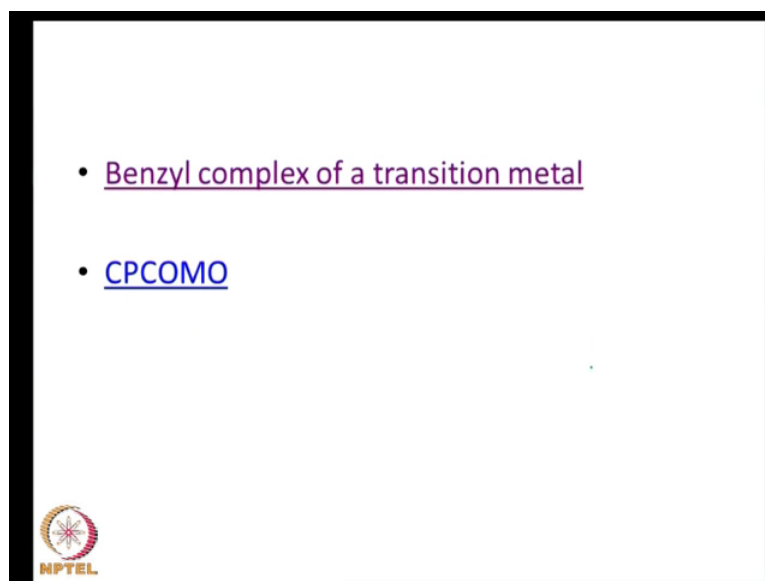 • Benzyl complex of a transition metal
• CPCOMO
NPTEL